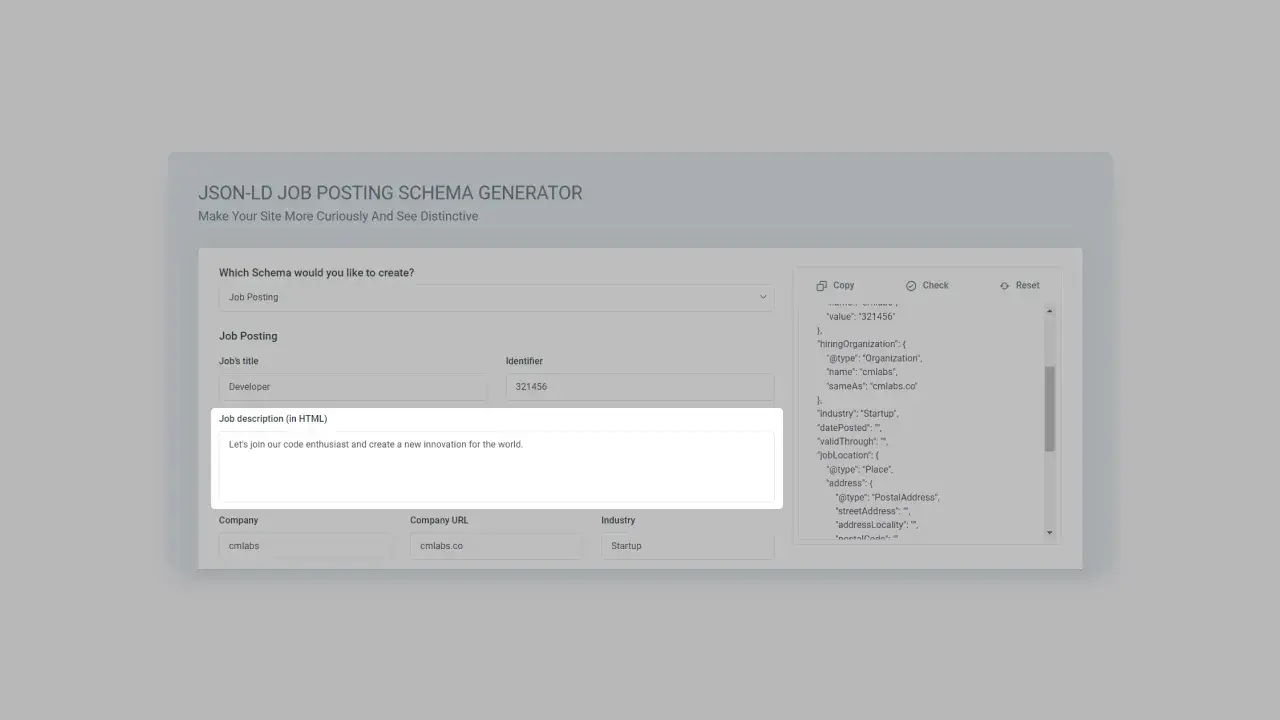 JSON-LD JOB POSTING SCHEMA GENERATOR
Make Your Site More Curiously And See Distinctive
Which Schema would you like to create?
Job Posting
Job Posting
Job's title
Identifier
Developer
321456
Job description (in HTML)
Let's join our code enthusiast and create a new innovation for the world.
Company
Company URL
Industry
cmlabs
cmlabs.co
Startup
Copy
Check
Reset
"value": "321456"
},
"hiringOrganization": {
"@type": "Organization",
"name": "cmlabs",
"sameAs": "cmlabs.co"
},
"industry": "Startup",
"datePosted": "",
"validThrough": "",
"jobLocation": {
"@type": "Place",
"address": {
"@type": "PostalAddress",
"streetAddress": "",
"addressLocality": "",
"postalCode": ""